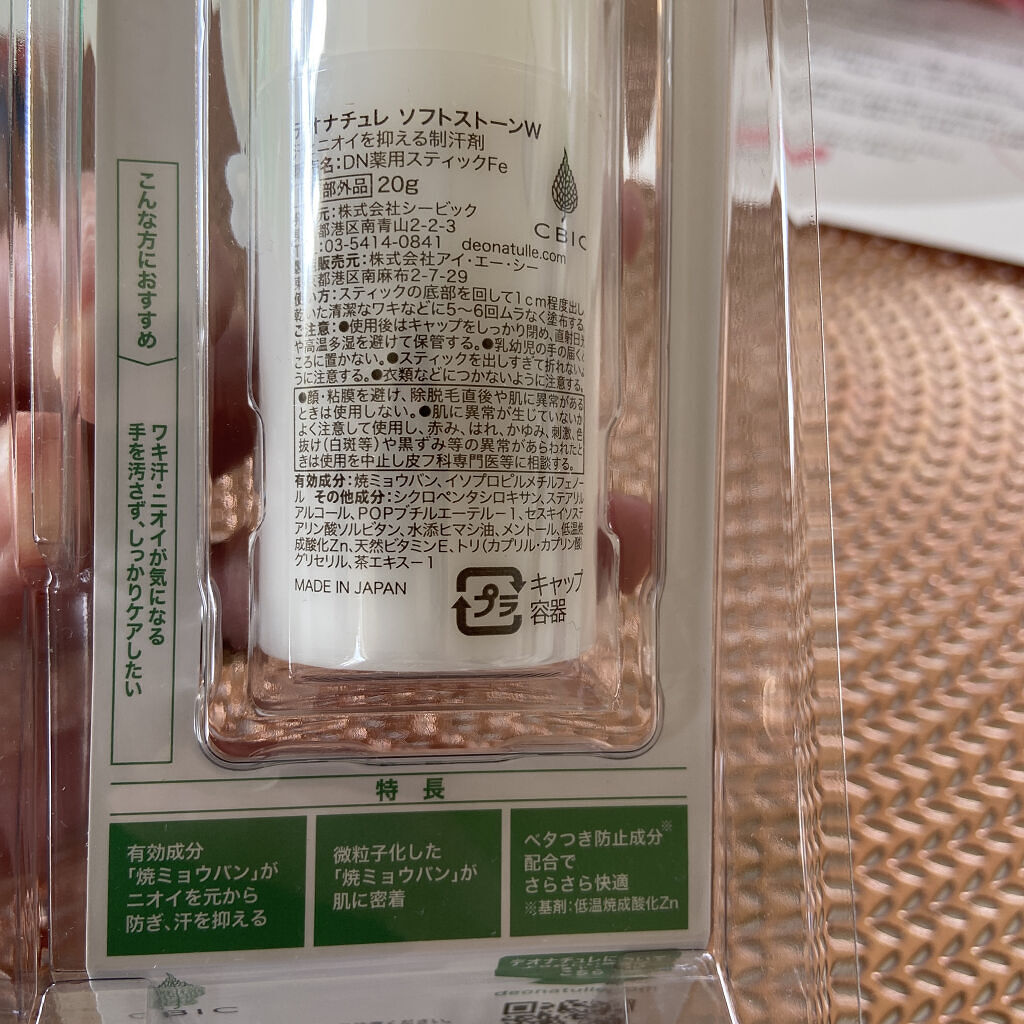 デオナチュレ ソフトストーンW
ニオイを抑える制汗剤
名:DN薬用スティックFe
部外品 20g
元:株式会社シービック
都港区南青山2-2-3
:03-5414-0841 deonatulle.com
販売元:株式会社アイ・エー・シー
都港区南麻布2-7-29
使い方:スティックの底部を回して1cm程度出し
乾いた清潔なワキなどに5〜6回ムラなく塗布する
ご注意:●使用後はキャップをしっかり閉め、直射日光
や高温多湿を避けて保管する。●乳幼児の手の届くと
ころに置かない。●スティックを出しすぎて折れないよ
うに注意する。●衣類などにつかないように注意する。
●顔・粘膜を避け、除脱毛直後や肌に異常がある
ときは使用しない。●肌に異常が生じていないか
よく注意して使用し、赤み、はれ、かゆみ、刺激、色
抜け(白斑等)や黒ずみ等の異常があらわれたと
きは使用を中止し皮フ科専門医等に相談する。
有効成分:焼ミョウバン、イソプロピルメチルフェノー
ル その他成分:シクロペンタシロキサン、ステアリル
アルコール、POPブチルエーテル-1、セスキイソステ
アリン酸ソルビタン、水添ヒマシ油、メントール、低温焼
成酸化Zn、天然ビタミンE、トリ(カプリル・カプリン酸)
グリセリル、茶エキス-1
MADE IN JAPAN
プラ
キャップ
容器
CBIC
こんな方におすすめ
ワキ汗・ニオイが気になる
手を汚さず、しっかりケアしたい
特長
有効成分
「焼ミョウバン」が
ニオイを元から
防ぎ、汗を抑える
微粒子化した
「焼ミョウバン」が
肌に密着
ベタつき防止成分※
配合で
さらさら快適
※基剤:低温焼成酸化Zn
デオナチュレについて
deonatulle.com
CBIC